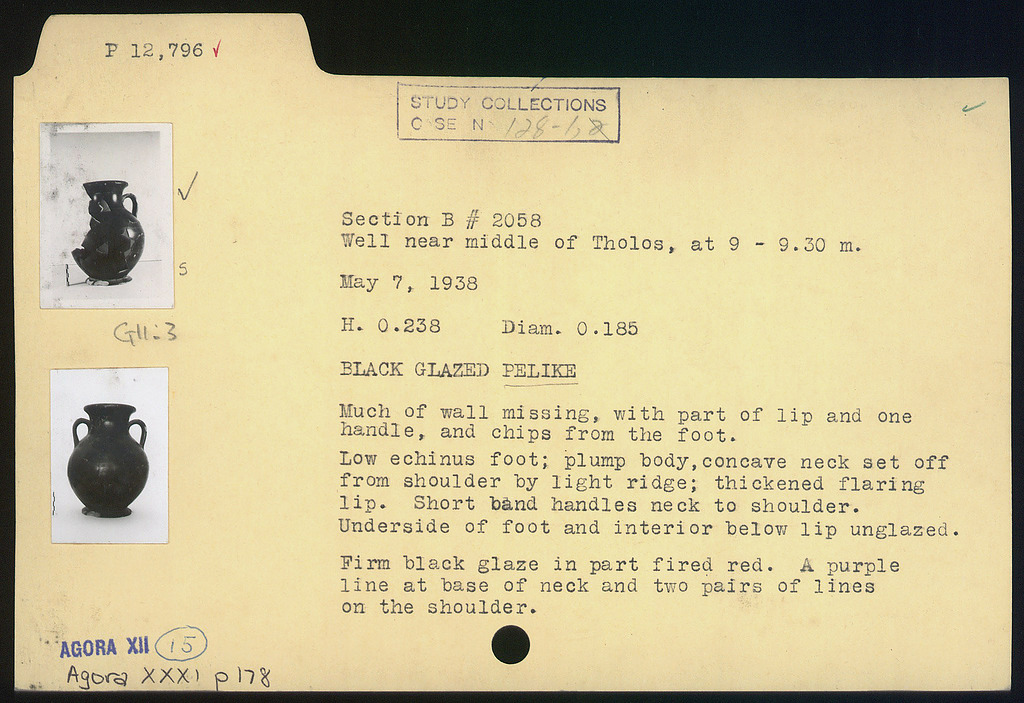 P 12,796
STUDY COLLECTIONS
C SE N
Section B # 2058
Well near middle of Tholos, at 9 - 9.30 m.
May 7, 1938
S
H. 0.238 Diam. 0.185
G11:3
BLACK GLAZED PELIKE
Much of wall missing, with part of lip and one
handle, and chips from the foot.
Low echinus foot; plump body, concave neck set off
from shoulder by light ridge; thickened flaring
lip. Short band handles neck to shoulder.
Underside of foot and interior below lip unglazed.
Firm black glaze in part fired red. A purple
line at base of neck and two pairs of lines
on the shoulder.
AGORA XII 15
Agora XXXI p178